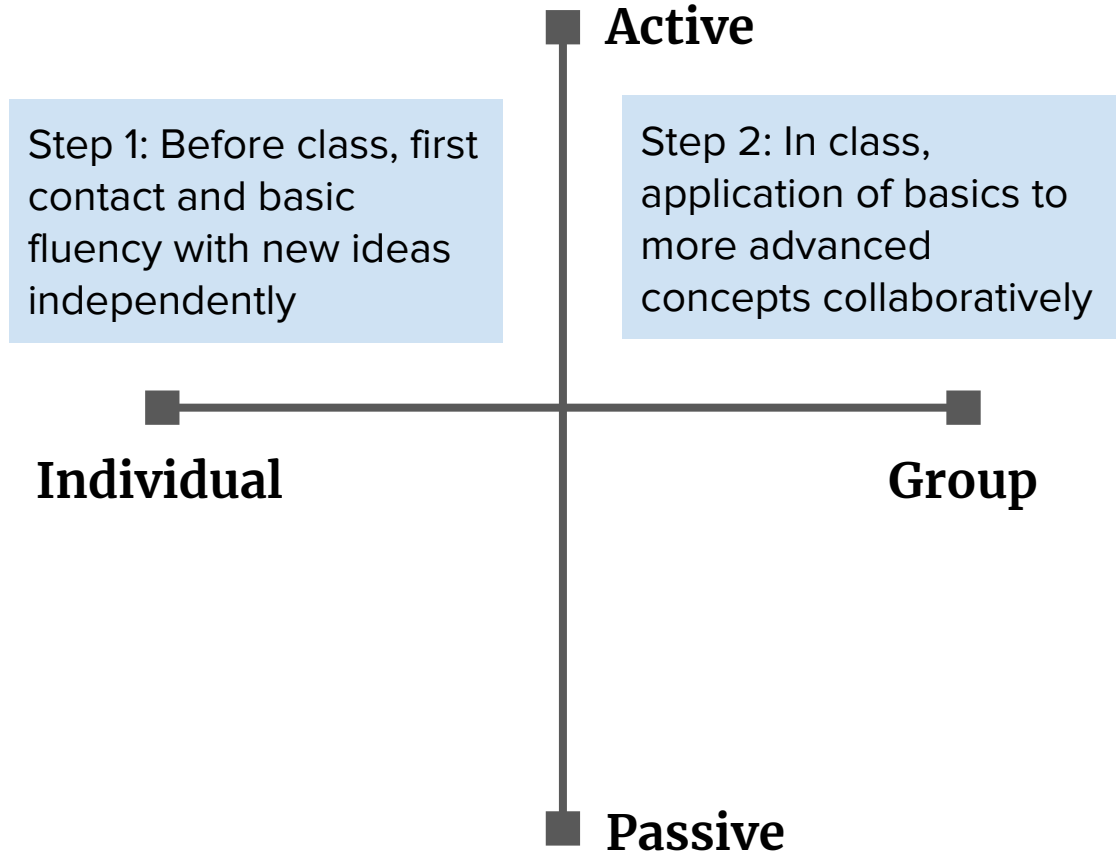 Active
Step 1: Before class, first
contact and basic
fluency with new ideas
independently
Step 2: In class,
application of basics to
more advanced
concepts collaboratively
Individual
Group
Passive